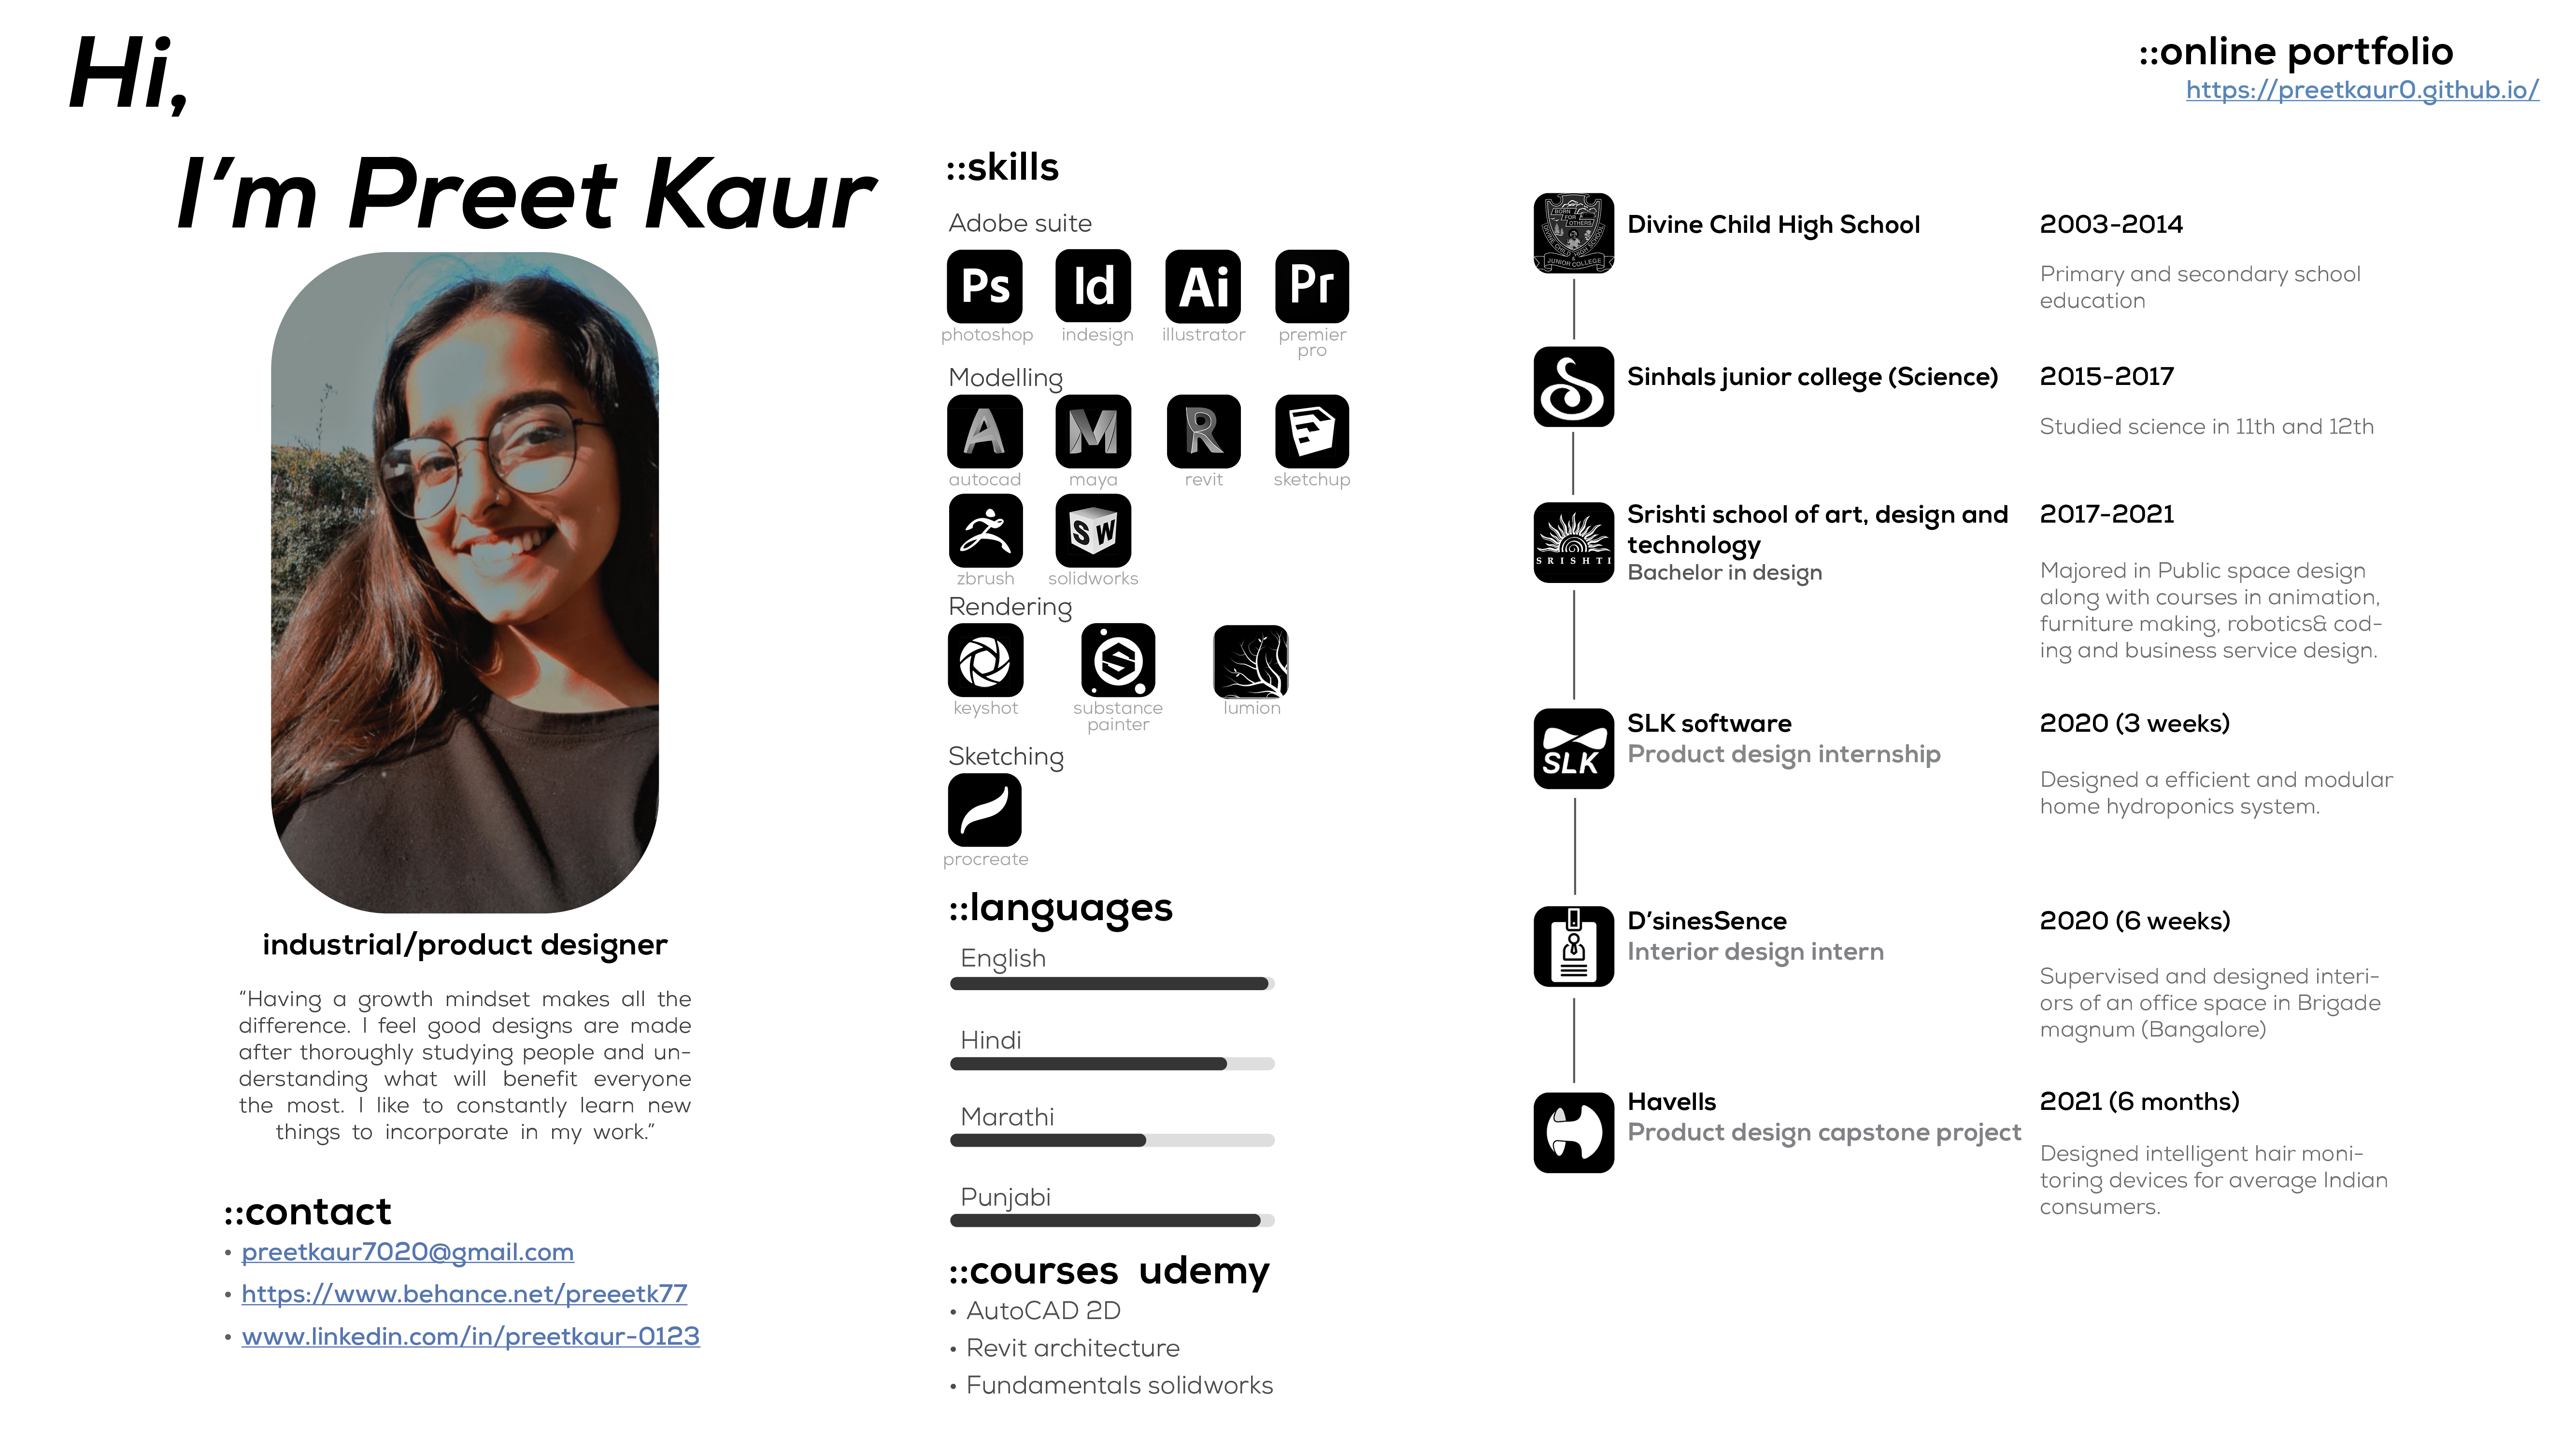 Hi,
I'm Preet Kaur
industrial/product designer
“Having a growth mindset makes all the
difference. I feel good designs are made
after thoroughly studying people and un-
derstanding what will benefit everyone
the most. I like to constantly learn new
things to incorporate in my work.”
::contact
• preetkaur7020@gmail.com
• https://www.behance.net/preeetk77
• www.linkedin.com/in/preetkaur-0123
::skills
Adobe suite
Ps Id Ai Pr
photoshop indesign illustrator premier
pro
Modelling
A M R
autocad maya revit sketchup
SW
zbrush solidworks
Rendering
S
keyshot substance lumion
painter
Sketching
procreate
::languages
English
Hindi
Marathi
Punjabi
::courses udemy
• AutoCAD 2D
• Revit architecture
• Fundamentals solidworks
::online portfolio
https://preetkaur0.github.io/
BORN
FOR
OTHERS
DIVINE CHILD HIGH SCHOOL
&
JUNIOR COLLEGE
Divine Child High School 2003-2014
Primary and secondary school
education
Sinhals junior college (Science) 2015-2017
Studied science in 11th and 12th
SRISHTI
Srishti school of art, design and 2017-2021
technology
Bachelor in design
Majored in Public space design
along with courses in animation,
furniture making, robotics& cod-
ing and business service design.
SLK
SLK software 2020 (3 weeks)
Product design internship
Designed a efficient and modular
home hydroponics system.
D'sinesSence 2020 (6 weeks)
Interior design intern
Supervised and designed interi-
ors of an office space in Brigade
magnum (Bangalore)
Havells 2021 (6 months)
Product design capstone project
Designed intelligent hair moni-
toring devices for average Indian
consumers.